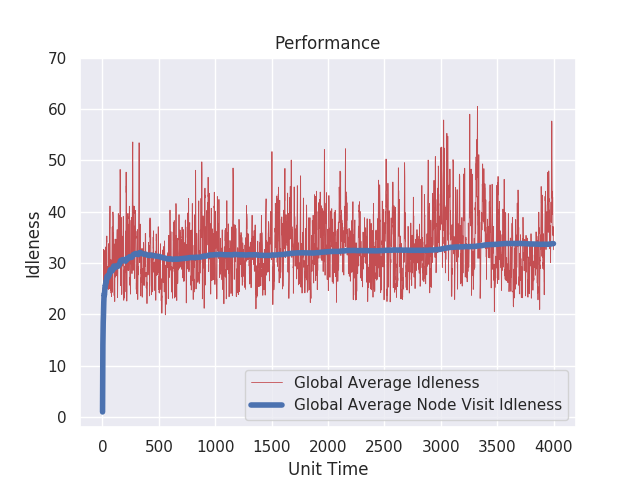 Performance
70
60
50
40
30
20
10
0
Idleness
Global Average Idleness
Global Average Node Visit Idleness
0 500 1000 1500 2000 2500 3000 3500 4000
Unit Time